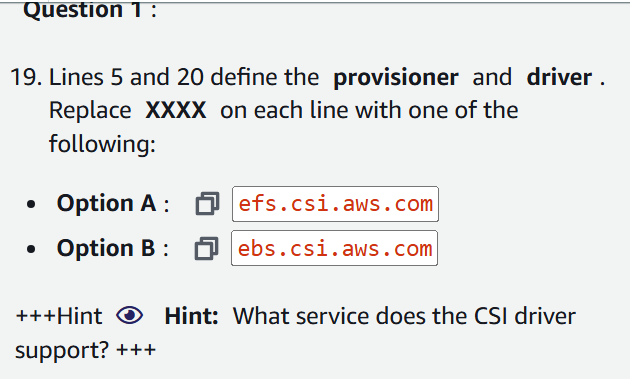 Question 1 :
19. Lines 5 and 20 define the provisioner and driver .
Replace XXXX on each line with one of the
following:
• Option A : efs.csi.aws.com
• Option B : ebs.csi.aws.com
+++Hint Hint: What service does the CSI driver
support? +++